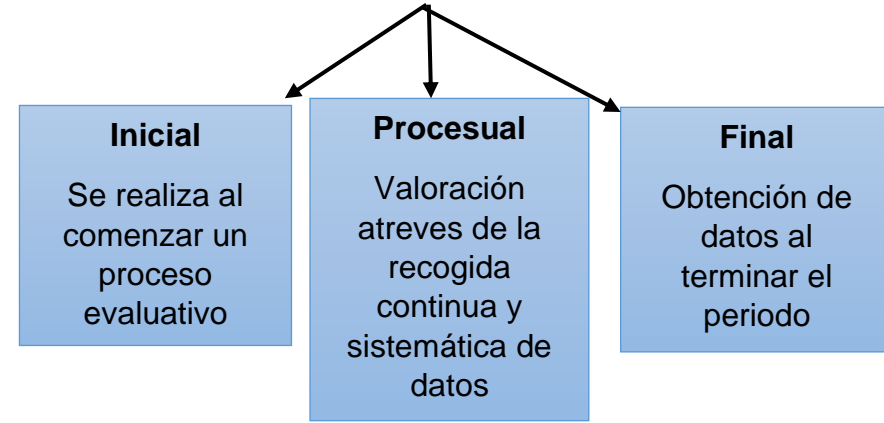 Inicial
Se realiza al
comenzar un
proceso
evaluativo
Procesual
Valoración
atreves de la
recogida
continua y
sistemática de
datos
Final
Obtención de
datos al
terminar el
periodo